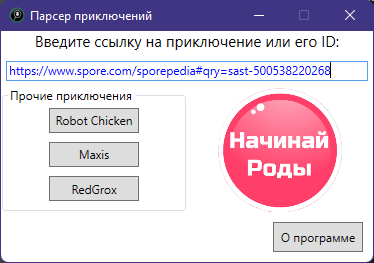 Парсер приключений
Введите ссылку на приключение или его ID:
https://www.spore.com/sporepedia#qry=sast-500538220268
Прочие приключения
Robot Chicken
Maxis
RedGrox
Начинай
Роды
О программе